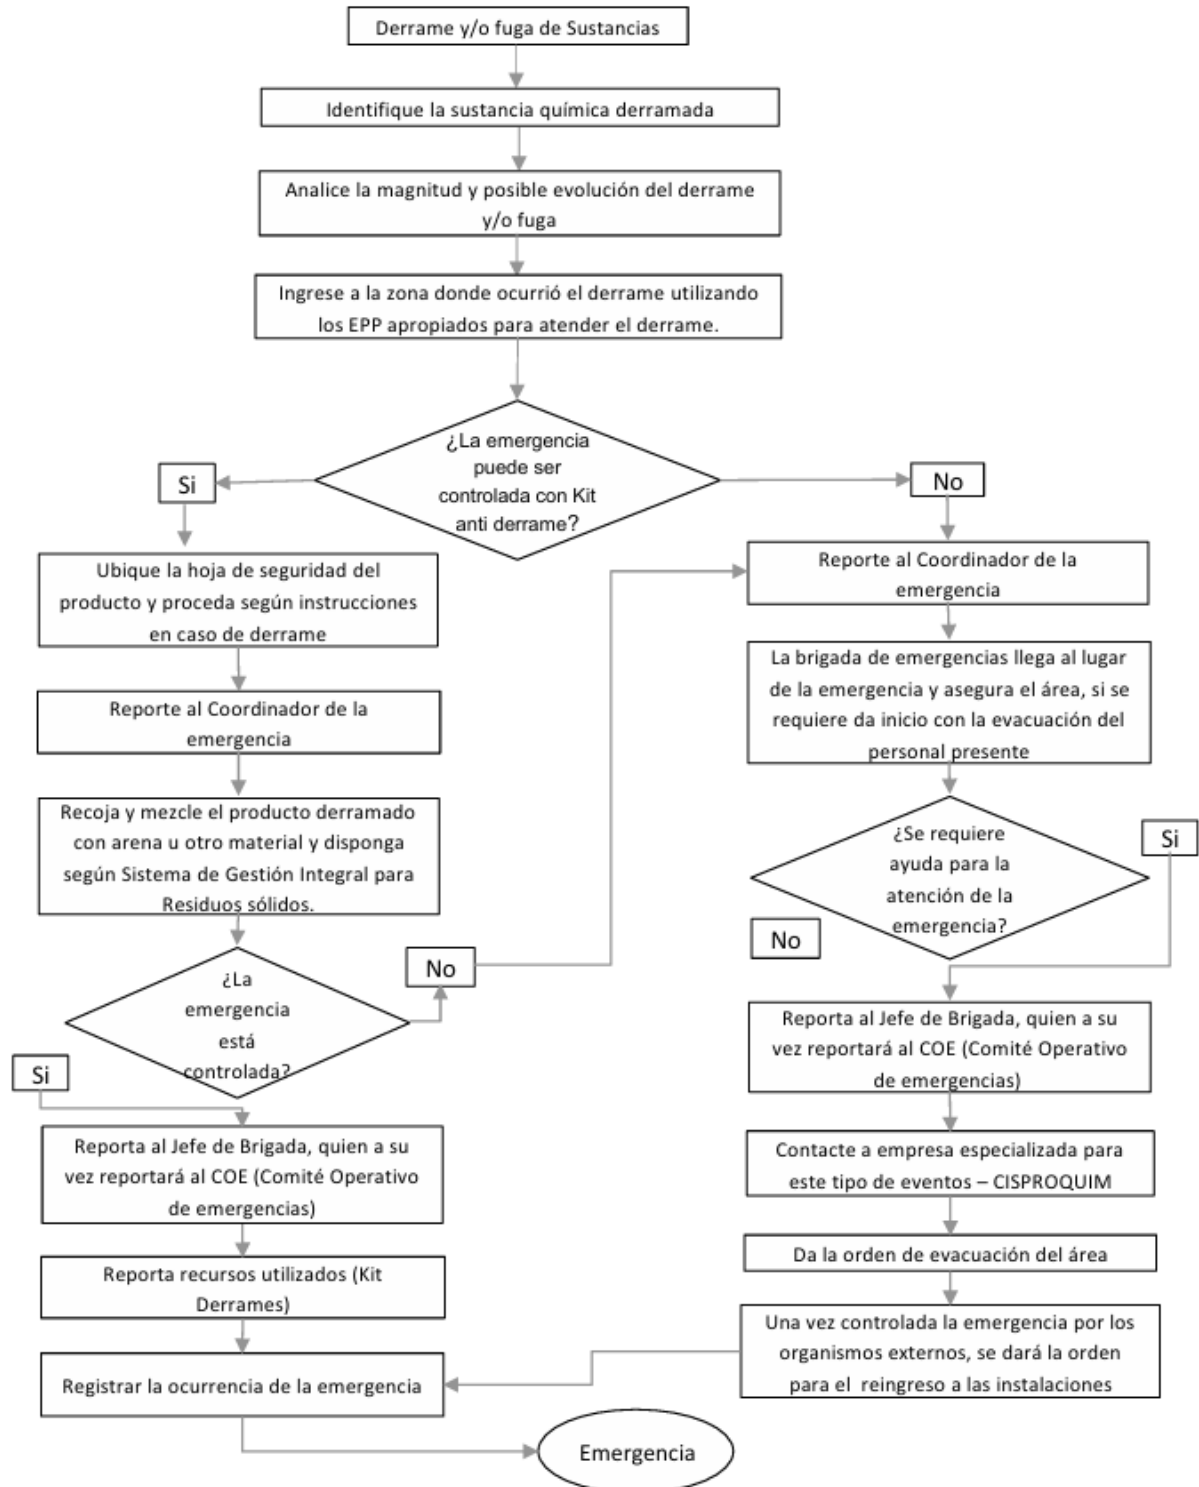 Derrame y/o fuga de Sustancias
Identifique la sustancia química derramada
Analice la magnitud y posible evolución del derrame
y/o fuga
Ingrese a la zona donde ocurrió el derrame utilizando
los EPP apropiados para atender el derrame.
¿La emergencia
puede ser
controlada con Kit
anti derrame?
Si
No
Ubique la hoja de seguridad del
producto y proceda según instrucciones
en caso de derrame
Reporte al Coordinador de la
emergencia
Recoja y mezcle el producto derramado
con arena u otro material y disponga
según Sistema de Gestión Integral para
Residuos sólidos.
¿La
emergencia
está
controlada?
No
Si
Reporta al Jefe de Brigada, quien a su
vez reportará al COE (Comité Operativo
de emergencias)
Reporta recursos utilizados (Kit
Derrames)
Registrar la ocurrencia de la emergencia
Reporte al Coordinador de la
emergencia
La brigada de emergencias llega al lugar
de la emergencia y asegura el área, si se
requiere da inicio con la evacuación del
personal presente
¿Se requiere
ayuda para la
atención de la
emergencia?
Si
No
Reporta al Jefe de Brigada, quien a su
vez reportará al COE (Comité Operativo
de emergencias)
Contacte a empresa especializada para
este tipo de eventos – CISPROQUIM
Da la orden de evacuación del área
Una vez controlada la emergencia por los
organismos externos, se dará la orden
para el reingreso a las instalaciones
Emergencia